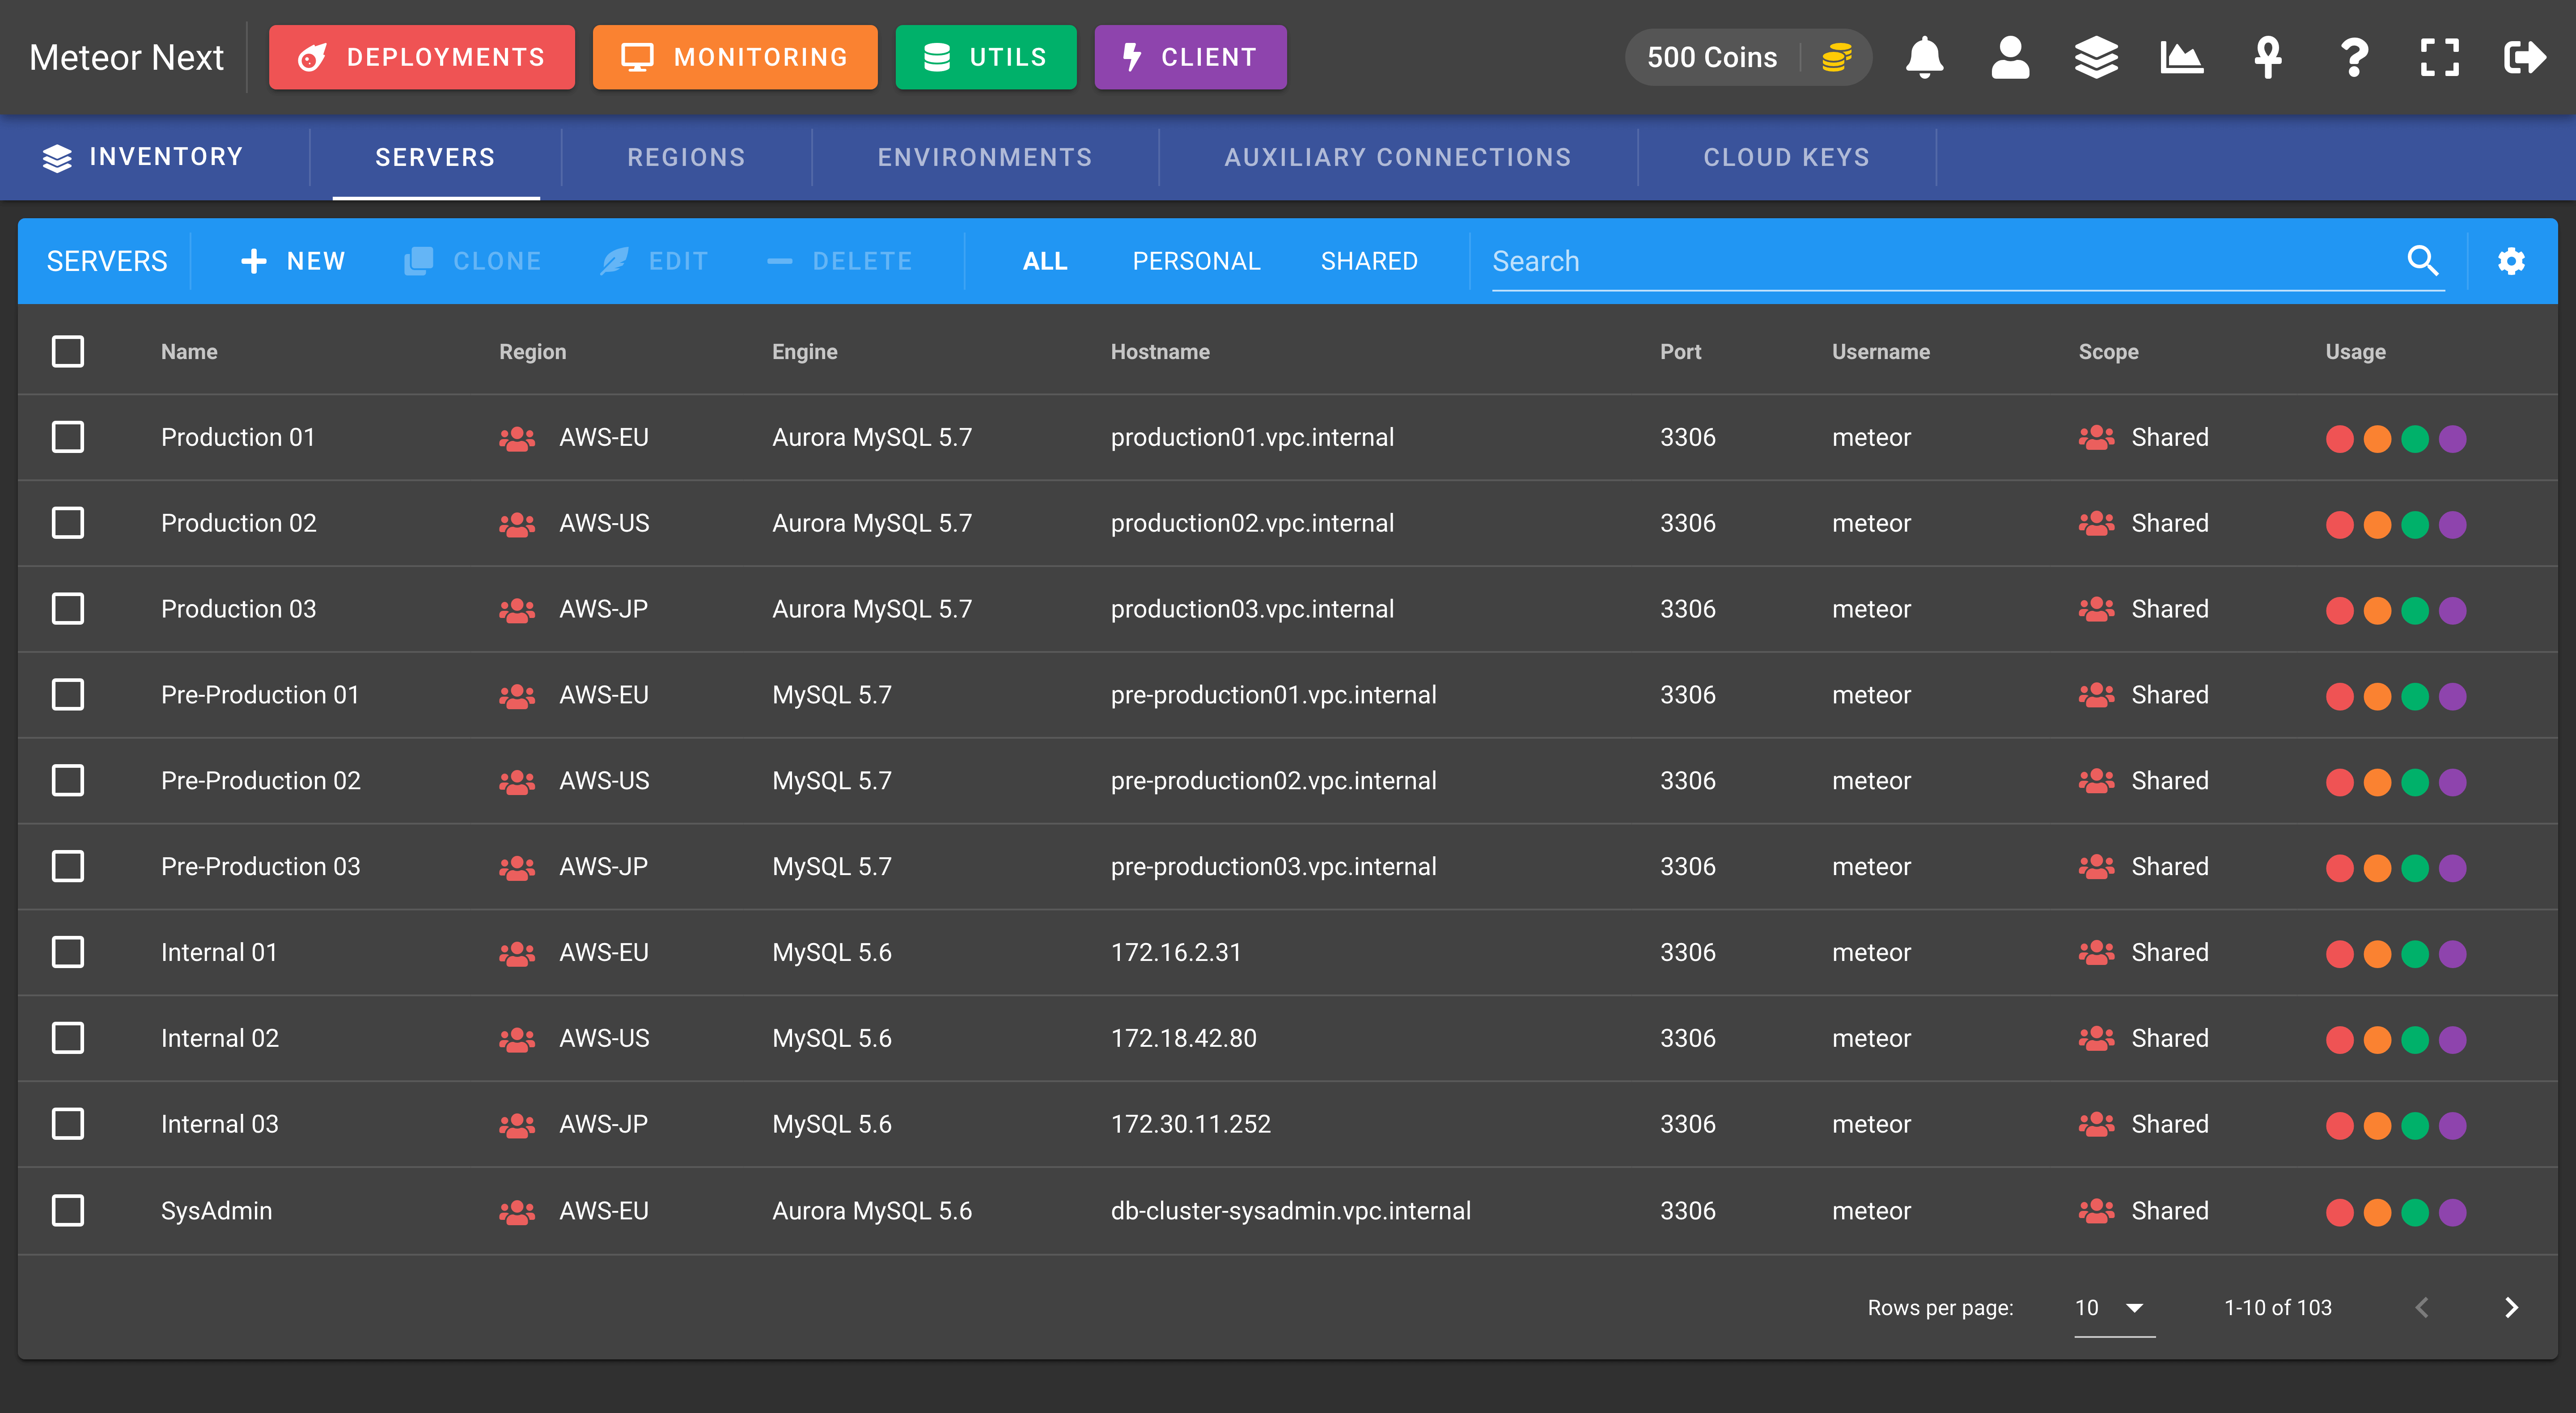 Meteor Next DEPLOYMENTS MONITORING UTILS CLIENT 500 Coins
INVENTORY SERVERS REGIONS ENVIRONMENTS AUXILIARY CONNECTIONS CLOUD KEYS
SERVERS NEW CLONE EDIT DELETE ALL PERSONAL SHARED Search
Name Region Engine Hostname Port Username Scope Usage
Production 01 AWS-EU Aurora MySQL 5.7 production01.vpc.internal 3306 meteor Shared
Production 02 AWS-US Aurora MySQL 5.7 production02.vpc.internal 3306 meteor Shared
Production 03 AWS-JP Aurora MySQL 5.7 production03.vpc.internal 3306 meteor Shared
Pre-Production 01 AWS-EU MySQL 5.7 pre-production01.vpc.internal 3306 meteor Shared
Pre-Production 02 AWS-US MySQL 5.7 pre-production02.vpc.internal 3306 meteor Shared
Pre-Production 03 AWS-JP MySQL 5.7 pre-production03.vpc.internal 3306 meteor Shared
Internal 01 AWS-EU MySQL 5.6 172.16.2.31 3306 meteor Shared
Internal 02 AWS-US MySQL 5.6 172.18.42.80 3306 meteor Shared
Internal 03 AWS-JP MySQL 5.6 172.30.11.252 3306 meteor Shared
SysAdmin AWS-EU Aurora MySQL 5.6 db-cluster-sysadmin.vpc.internal 3306 meteor Shared
Rows per page: 10 1-10 of 103